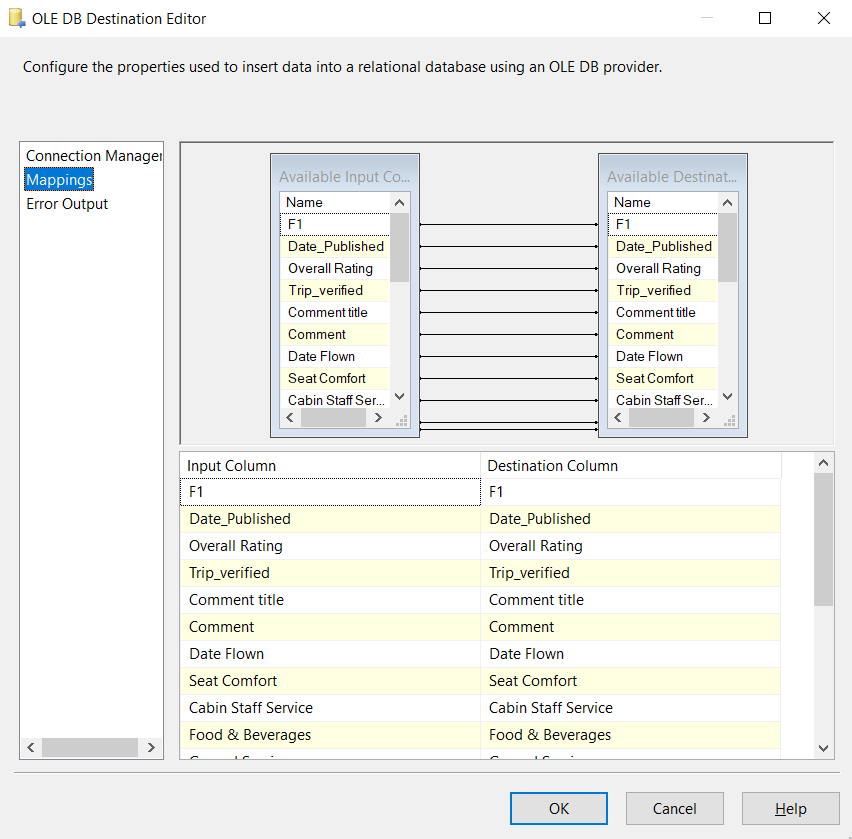 OLE DB Destination Editor
Configure the properties used to insert data into a relational database using an OLE DB provider.
Connection Manager
Mappings
Error Output
Available Input Co...
Name
F1
Date_Published
Overall Rating
Trip_verified
Comment title
Comment
Date Flown
Seat Comfort
Cabin Staff Ser...
Available Destinat...
Name
F1
Date_Published
Overall Rating
Trip_verified
Comment title
Comment
Date Flown
Seat Comfort
Cabin Staff Ser...
Input Column Destination Column
F1 F1
Date_Published Date_Published
Overall Rating Overall Rating
Trip_verified Trip_verified
Comment title Comment title
Comment Comment
Date Flown Date Flown
Seat Comfort Seat Comfort
Cabin Staff Service Cabin Staff Service
Food & Beverages Food & Beverages
OK Cancel Help